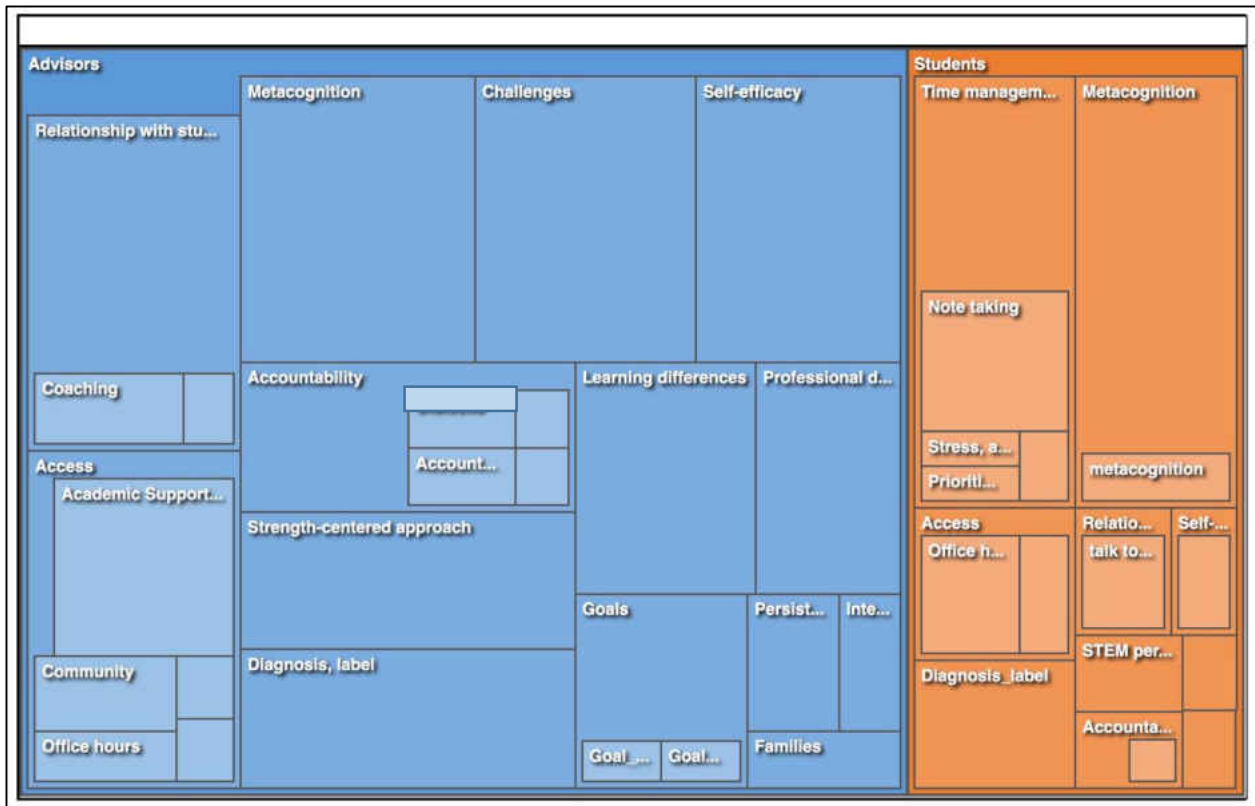 Advisors
Relationship with stu...
Coaching
Access
Academic Support...
Community
Office hours
Metacognition
Challenges
Self-efficacy
Accountability
Account...
Strength-centered approach
Diagnosis, label
Learning differences
Professional d...
Goals
Goal_...
Goal...
Persist...
Inte...
Families
Students
Time managem...
Note taking
Stress, a...
Prioriti...
Access
Office h...
Diagnosis_label
Metacognition
metacognition
Relatio...
talk to...
Self-...
STEM per...
Accounta...